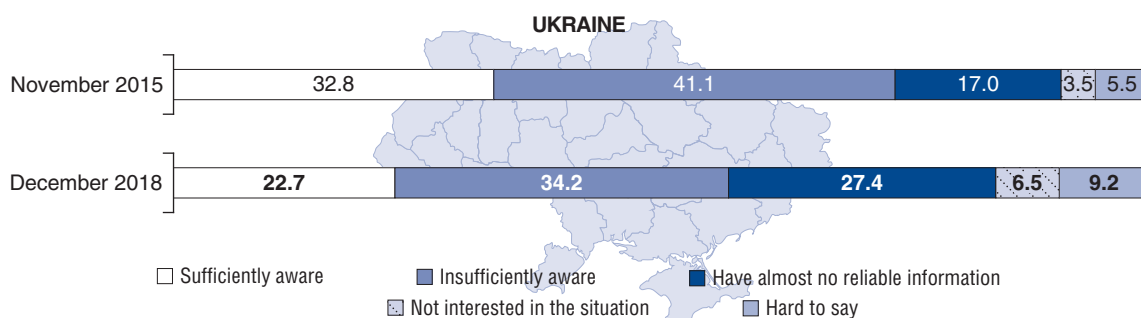 UKRAINE
November 2015 32.8 41.1 17.0 3.5 5.5
December 2018 22.7 34.2 27.4 6.5 9.2
Sufficiently aware Insufficiently aware Have almost no reliable information
Not interested in the situation Hard to say